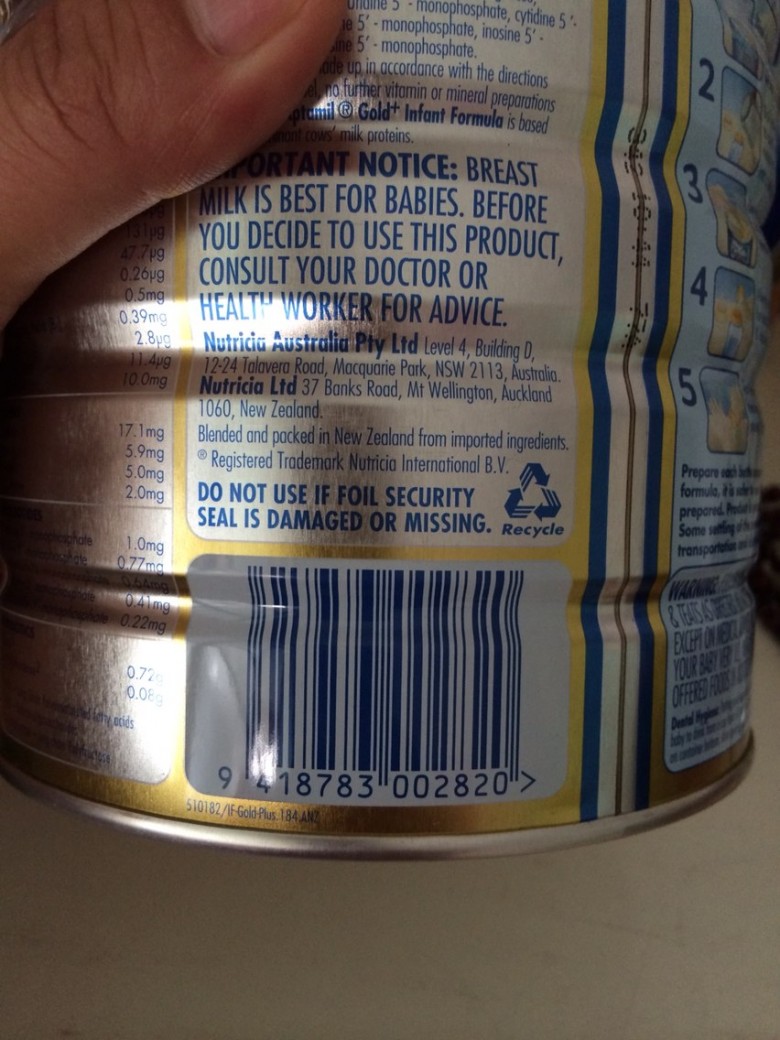 5' - monophosphate, cytidine 5'-
5' - monophosphate, inosine 5'-
5' - monophosphate.
up in accordance with the directions
no further vitamin or mineral preparations
® Gold+ Infant Formula is based
cows' milk proteins.
NOTICE: BREAST
MILK IS BEST FOR BABIES. BEFORE
YOU DECIDE TO USE THIS PRODUCT,
CONSULT YOUR DOCTOR OR
HEALTH WORKER FOR ADVICE.
Nutricia Australia Pty Ltd Level 4, Building D,
12-24 Talavera Road, Macquarie Park, NSW 2113, Australia.
Nutricia Ltd 37 Banks Road, Mt Wellington, Auckland
1060, New Zealand.
Blended and packed in New Zealand from imported ingredients.
® Registered Trademark Nutricia International B.V.
DO NOT USE IF FOIL SECURITY
SEAL IS DAMAGED OR MISSING.
Recycle
9 418783 002820 >
510182/IF-Gold-Plus.184.ANZ
131µg
47.7µg
0.26µg
0.5mg
0.39mg
2.8µg
11.4µg
10.0mg
17.1mg
5.9mg
5.0mg
2.0mg
1.0mg
0.77mg
0.41mg
0.22mg
0.72g
0.08g
fatty acids
2
3
4
5
Prepare each
formula, it is
prepared.
Some settling of
transportation
WARNING:
EXCEPT ON
YOUR BABY
OFFERED FOODS
Dental